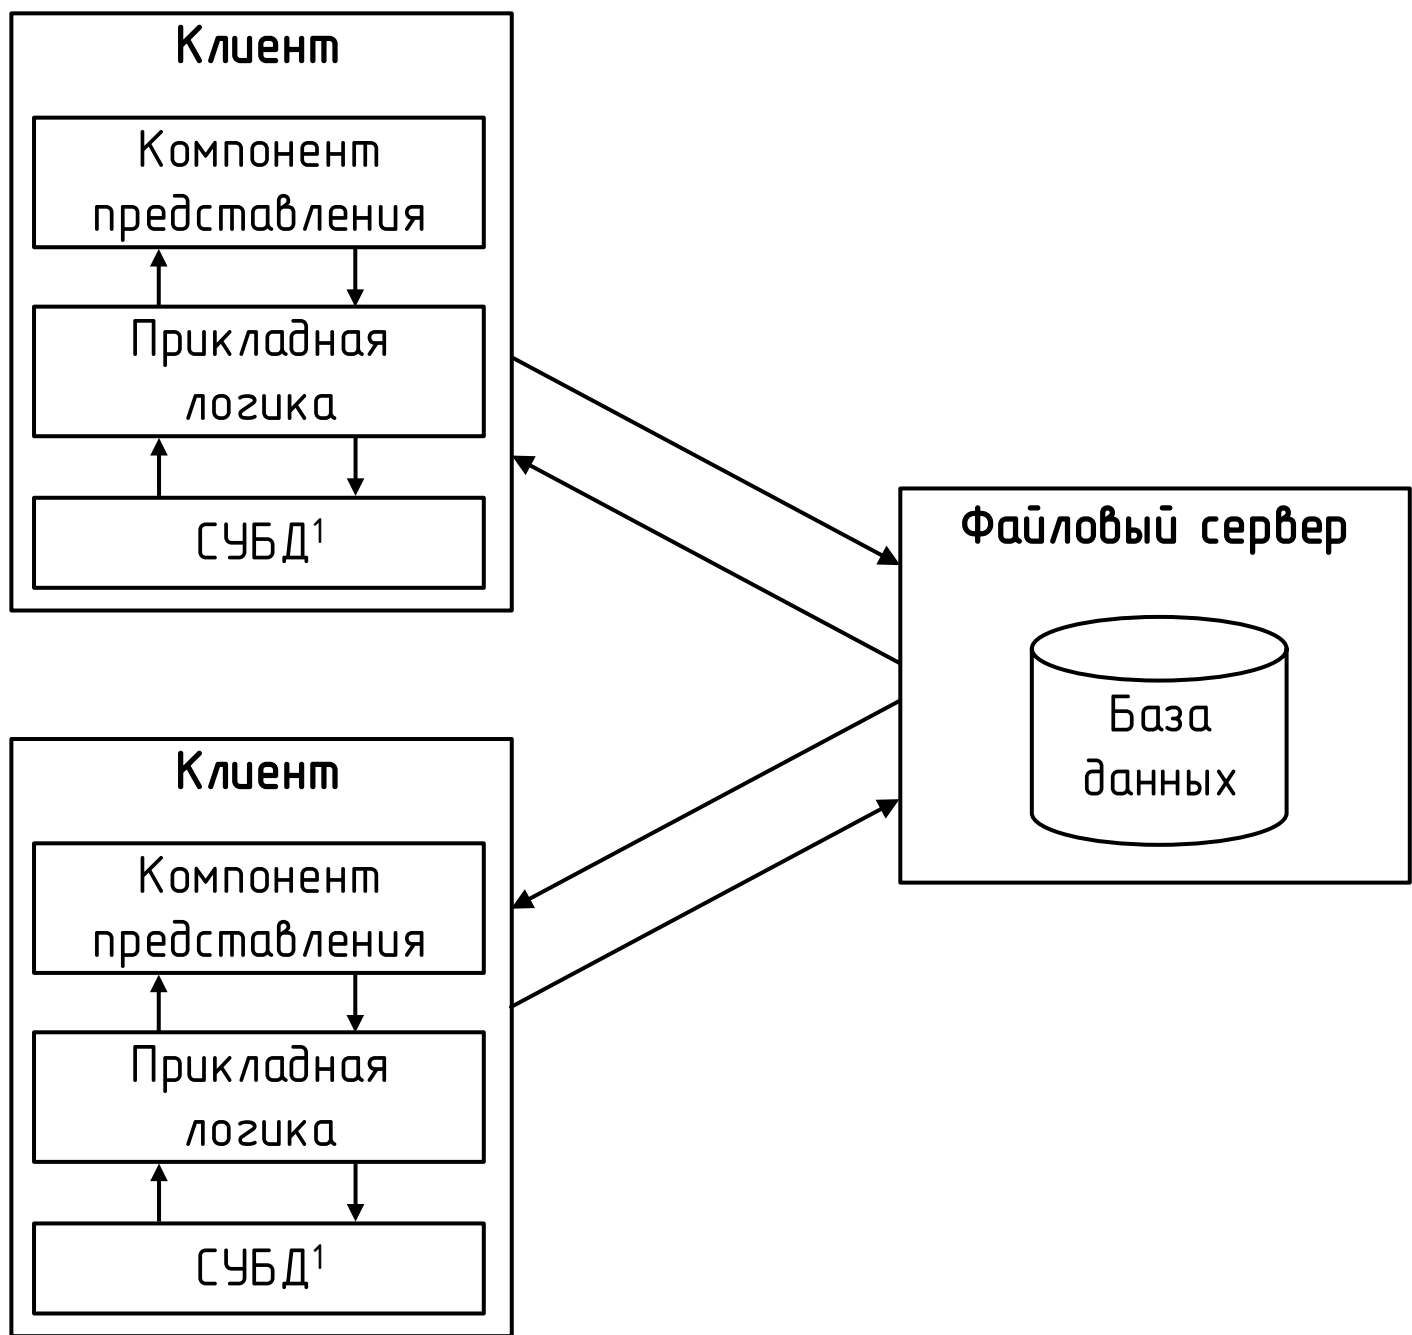 Клиент
Компонент
представления
Прикладная
логика
СУБД¹
Файловый сервер
База
данных
Клиент
Компонент
представления
Прикладная
логика
СУБД¹